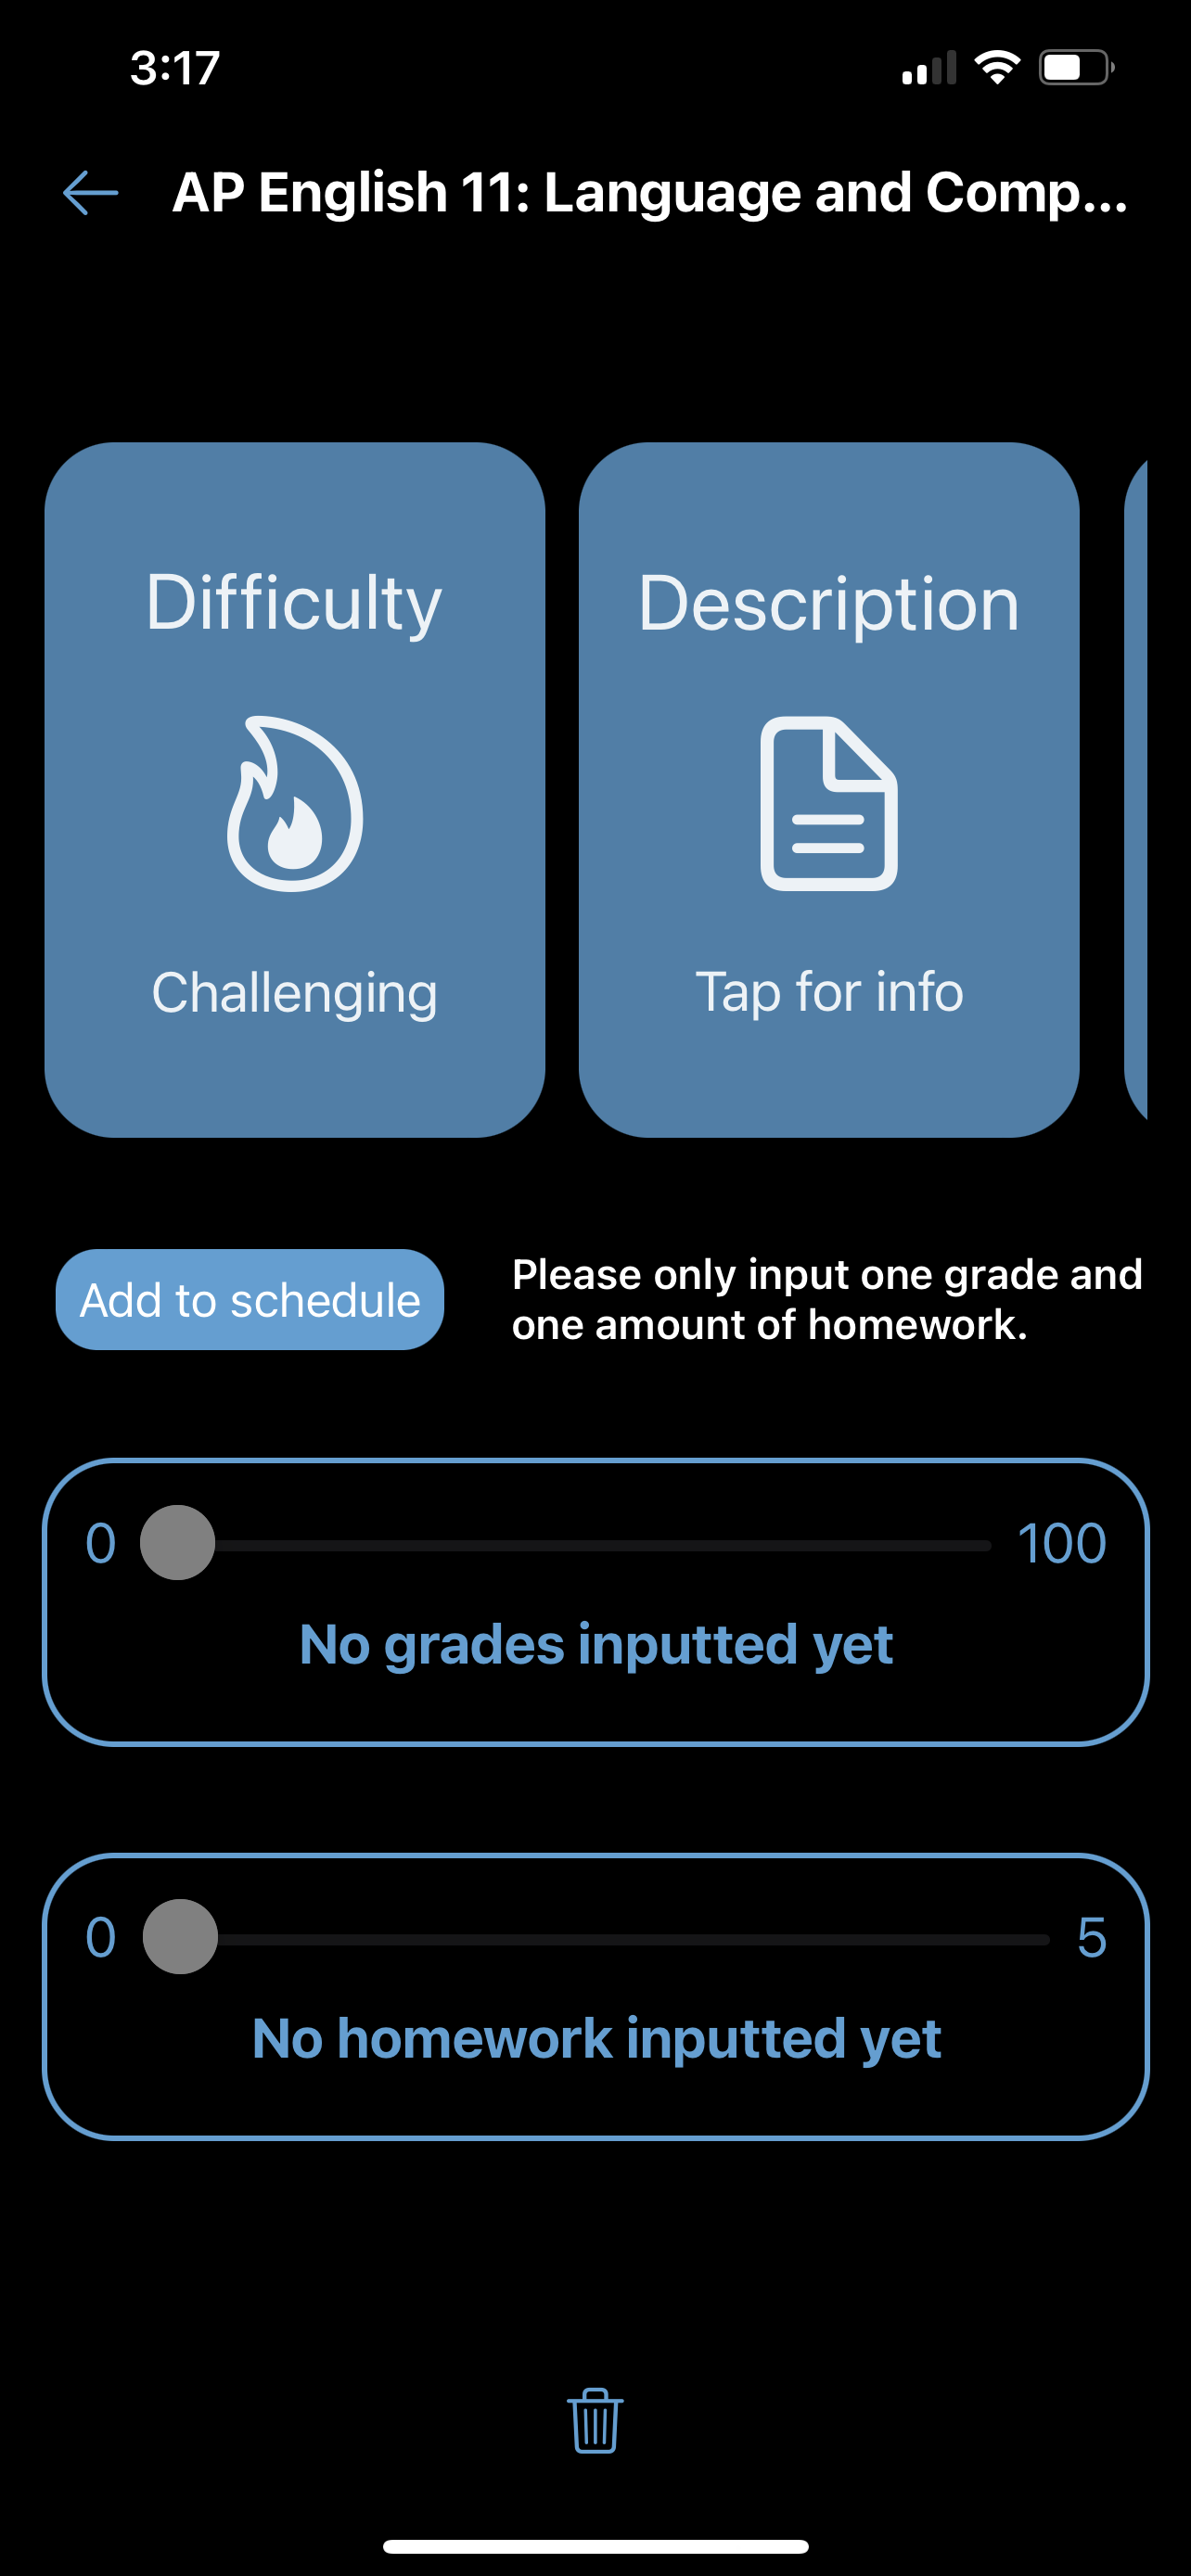 3:17
AP English 11: Language and Comp...
Difficulty
Description
Challenging
Tap for info
Add to schedule
Please only input one grade and
one amount of homework.
0
100
No grades inputted yet
0
5
No homework inputted yet